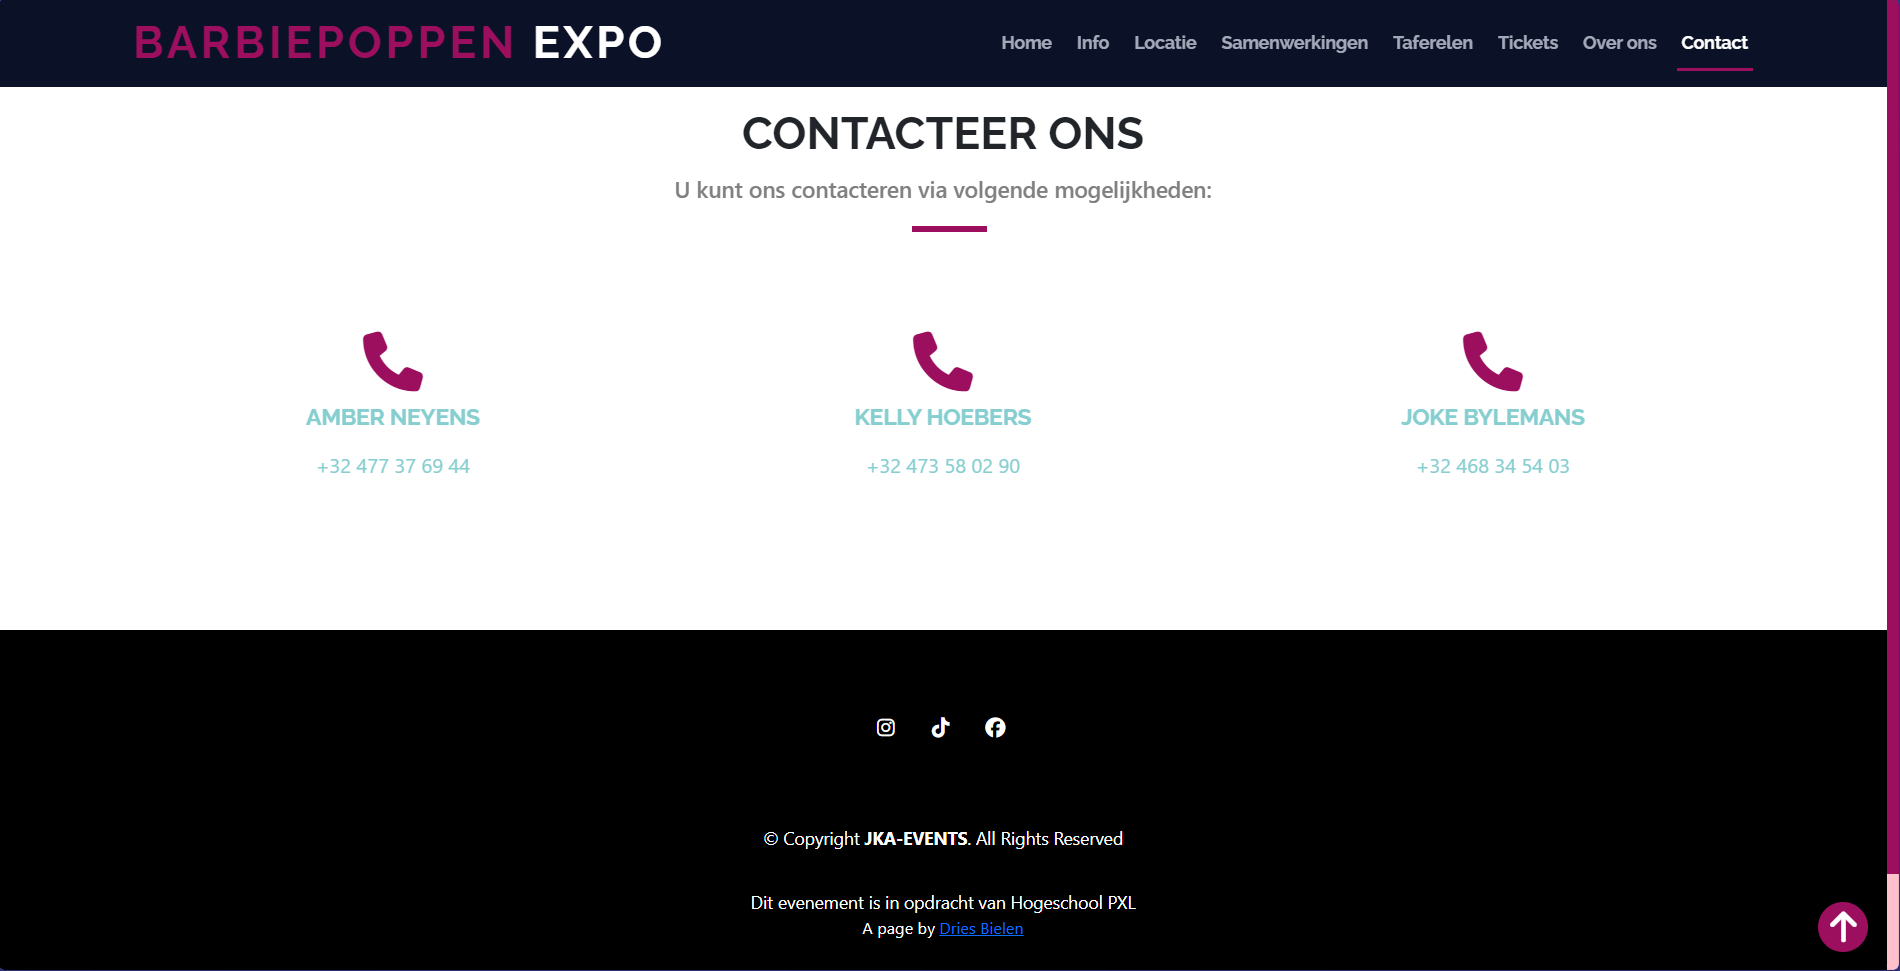 BARBIEPOPPEN EXPO
Home Info Locatie Samenwerkingen Taferelen Tickets Over ons Contact
CONTACTEER ONS
U kunt ons contacteren via volgende mogelijkheden:
AMBER NEYENS
+32 477 37 69 44
KELLY HOEBERS
+32 473 58 02 90
JOKE BYLEMANS
+32 468 34 54 03
© Copyright JKA-EVENTS. All Rights Reserved
Dit evenement is in opdracht van Hogeschool PXL
A page by Dries Bielen